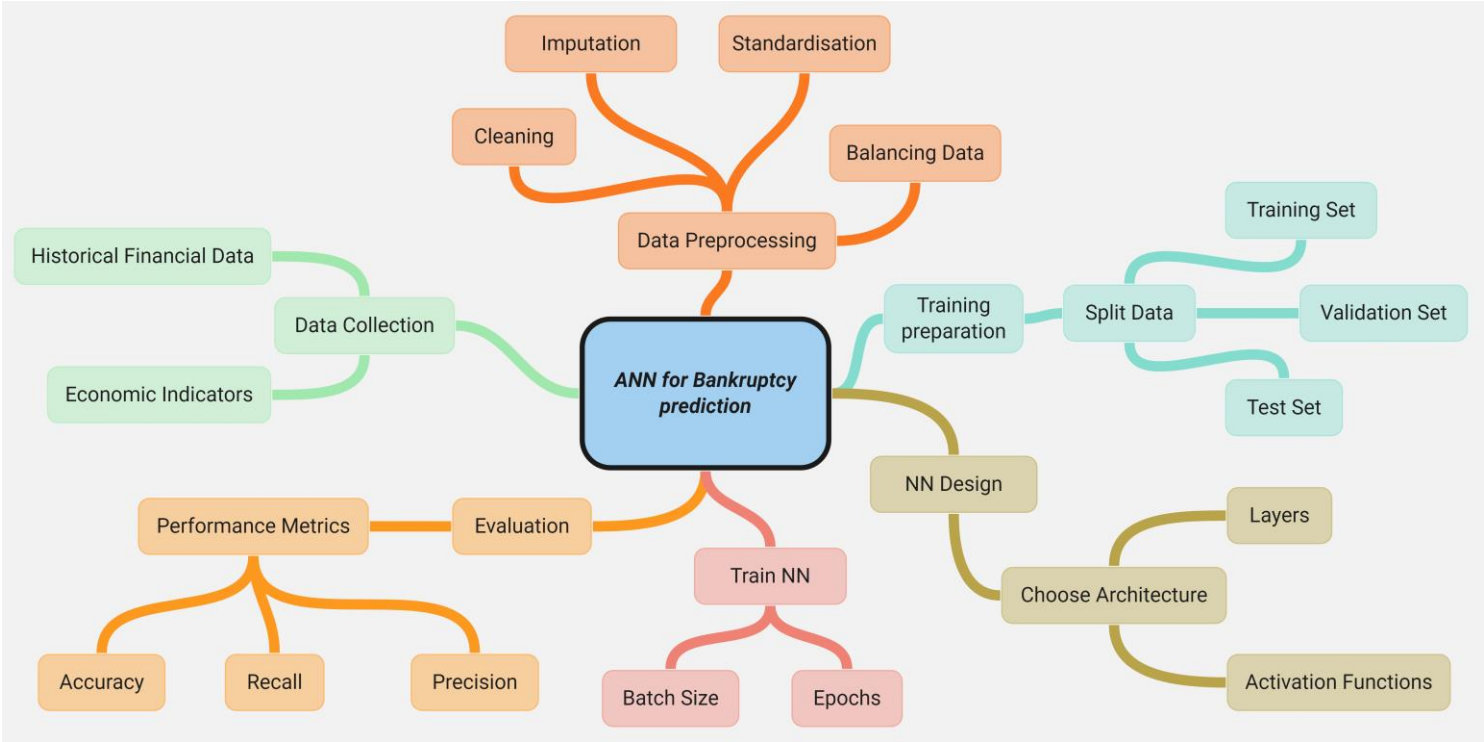 Imputation
Standardisation
Cleaning
Balancing Data
Data Preprocessing
Training Set
Historical Financial Data
Data Collection
Training
preparation
Split Data
Validation Set
Economic Indicators
ANN for Bankruptcy
prediction
Test Set
NN Design
Performance Metrics
Evaluation
Layers
Train NN
Choose Architecture
Accuracy
Recall
Precision
Batch Size
Epochs
Activation Functions